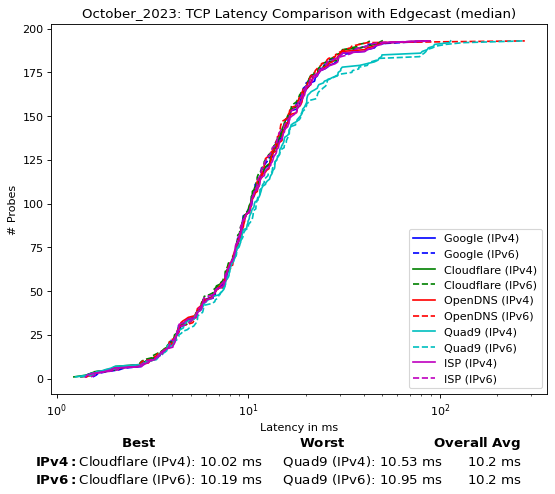 October_2023: TCP Latency Comparison with Edgecast (median)
# Probes
200
175
150
125
100
75
50
25
0
Google (IPv4)
Google (IPv6)
Cloudflare (IPv4)
Cloudflare (IPv6)
OpenDNS (IPv4)
OpenDNS (IPv6)
Quad9 (IPv4)
Quad9 (IPv6)
ISP (IPv4)
ISP (IPv6)
10⁰ 10¹ 10²
Latency in ms
Best Worst Overall Avg
IPv4: Cloudflare (IPv4): 10.02 ms Quad9 (IPv4): 10.53 ms 10.2 ms
IPv6: Cloudflare (IPv6): 10.19 ms Quad9 (IPv6): 10.95 ms 10.2 ms